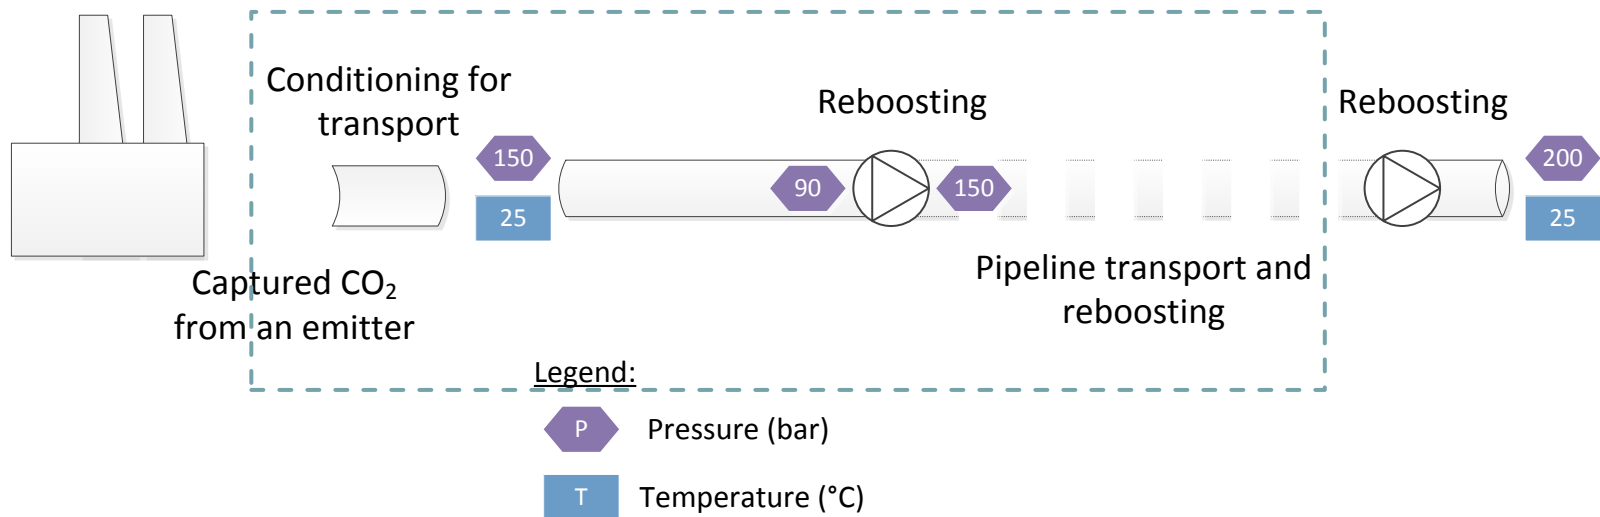 Conditioning for
transport
Reboosting
Reboosting
150
25
90
150
200
25
Captured CO₂
from an emitter
Pipeline transport and
reboosting
Legend:
P Pressure (bar)
T Temperature (°C)